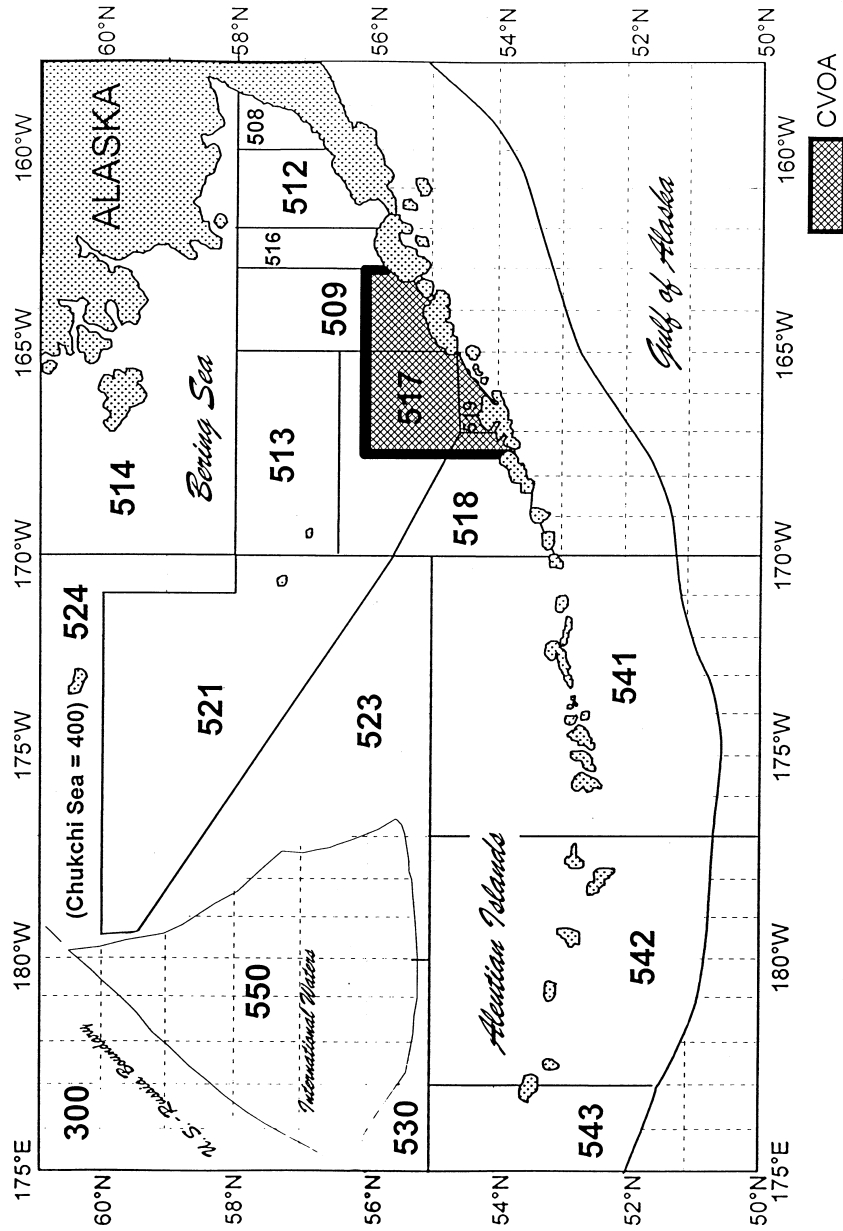 175°E
180°W
175°W
170°W
165°W
160°W
60°N
58°N
56°N
54°N
52°N
50°N
300
U.S. - Russia Boundary
550
International Waters
530
(Chukchi Sea = 400)
524
521
523
514
Bering Sea
513
ALASKA
508
512
516
509
517
519
518
Aleutian Islands
543
542
541
Gulf of Alaska
60°N
58°N
56°N
54°N
52°N
50°N
175°E
180°W
175°W
170°W
165°W
160°W
CVOA